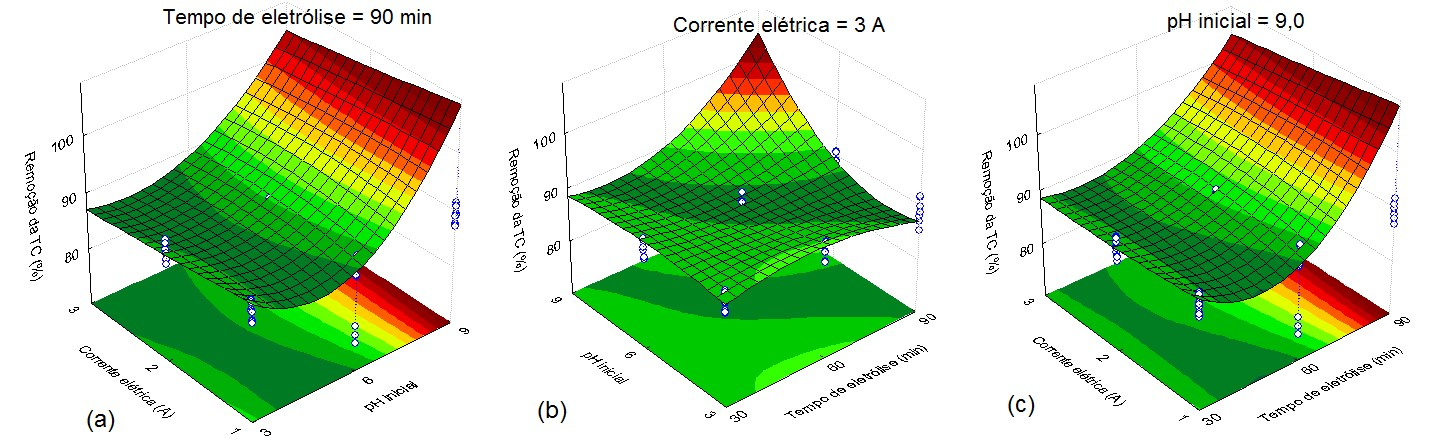 Tempo de eletrólise = 90 min
100
90
80
Remoção da TC (%)
3
2
1
Corrente elétrica (A)
3
6
9
pH inicial
(a)
Corrente elétrica = 3 A
100
90
80
Remoção da TC (%)
9
6
3
pH inicial
30
60
90
Tempo de eletrólise (min)
(b)
pH inicial = 9,0
100
90
80
Remoção da TC (%)
3
2
1
Corrente elétrica (A)
30
60
90
Tempo de eletrólise (min)
(c)